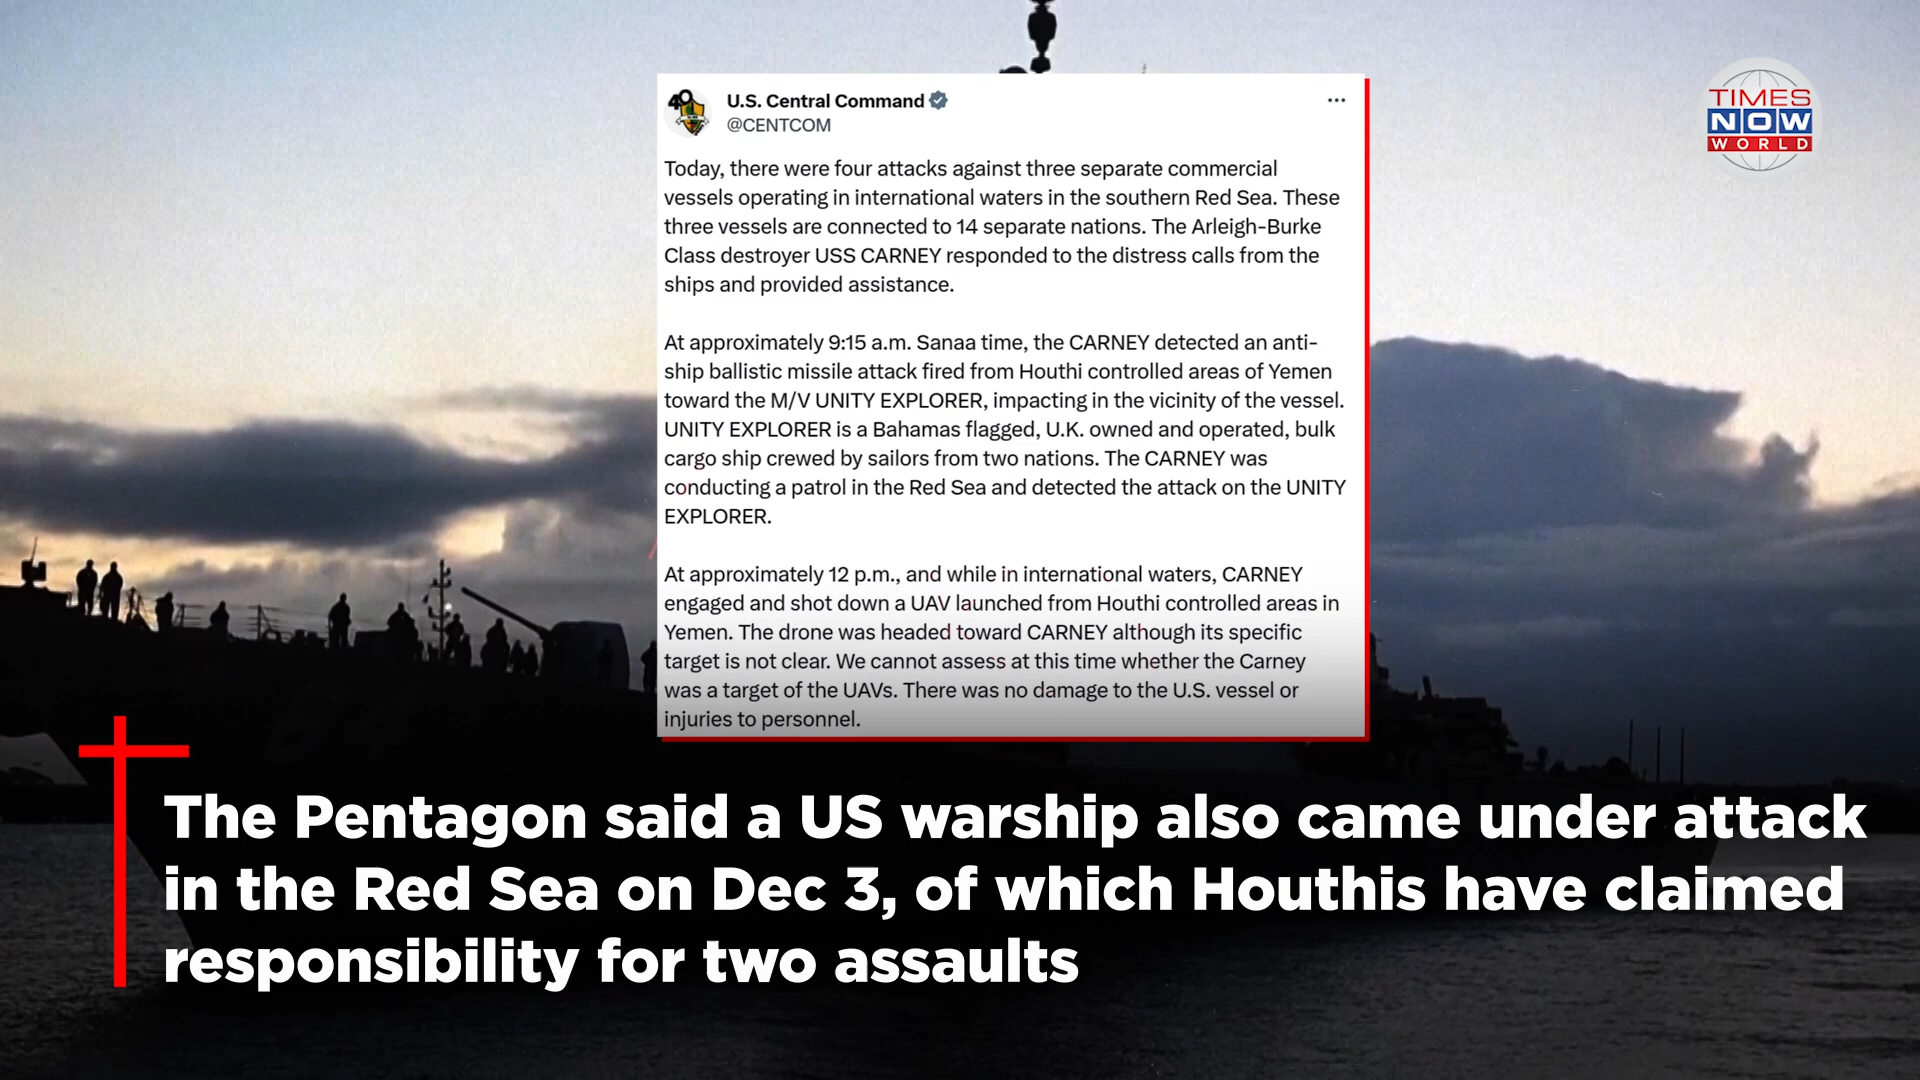 U.S. Central Command
@CENTCOM
Today, there were four attacks against three separate commercial
vessels operating in international waters in the southern Red Sea. These
three vessels are connected to 14 separate nations. The Arleigh-Burke
Class destroyer USS CARNEY responded to the distress calls from the
ships and provided assistance.
At approximately 9:15 a.m. Sanaa time, the CARNEY detected an anti-
ship ballistic missile attack fired from Houthi controlled areas of Yemen
toward the M/V UNITY EXPLORER, impacting in the vicinity of the vessel.
UNITY EXPLORER is a Bahamas flagged, U.K. owned and operated, bulk
cargo ship crewed by sailors from two nations. The CARNEY was
conducting a patrol in the Red Sea and detected the attack on the UNITY
EXPLORER.
At approximately 12 p.m., and while in international waters, CARNEY
engaged and shot down a UAV launched from Houthi controlled areas in
Yemen. The drone was headed toward CARNEY although its specific
target is not clear. We cannot assess at this time whether the Carney
was a target of the UAVs. There was no damage to the U.S. vessel or
injuries to personnel.
TIMES
NOW
WORLD
64
The Pentagon said a US warship also came under attack
in the Red Sea on Dec 3, of which Houthis have claimed
responsibility for two assaults